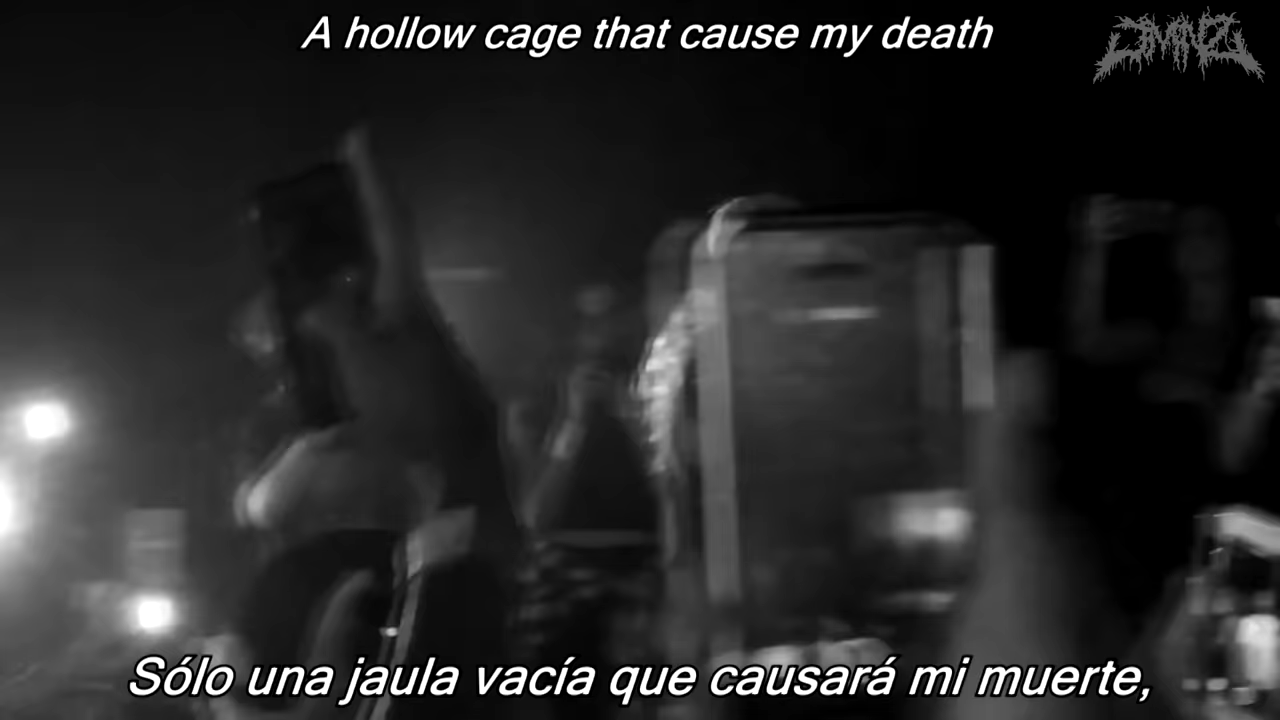 A hollow cage that cause my death
Sólo una jaula vacía que causará mi muerte,